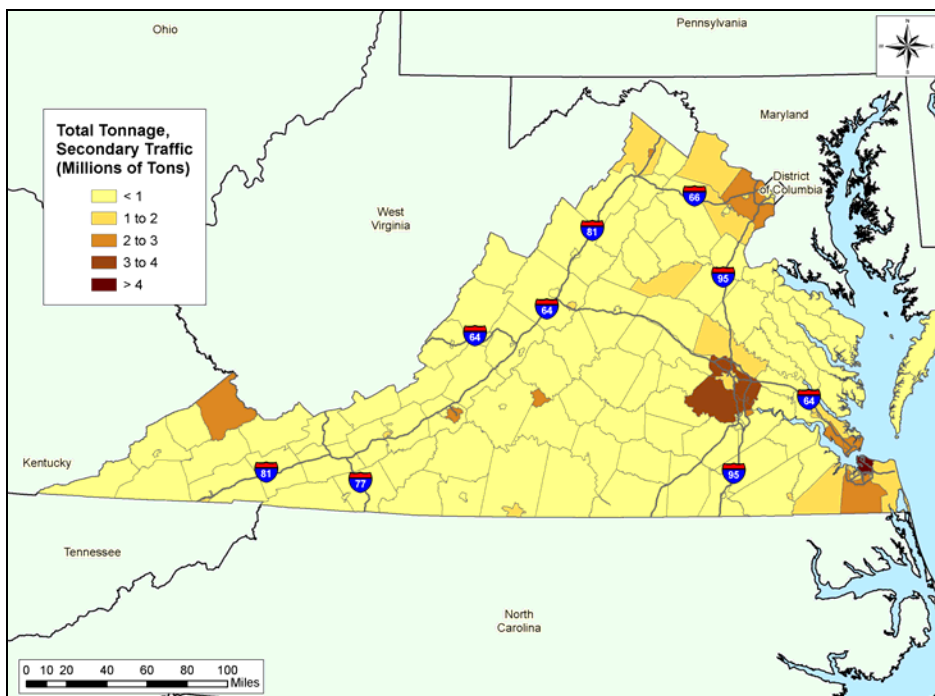 Ohio
Pennsylvania
N
W
E
S
Total Tonnage,
Secondary Traffic
(Millions of Tons)
< 1
1 to 2
2 to 3
3 to 4
> 4
Maryland
District
of Columbia
66
West
Virginia
81
95
64
64
64
Kentucky
81
77
95
Tennessee
North
Carolina
0 10 20 40 60 80 100
Miles